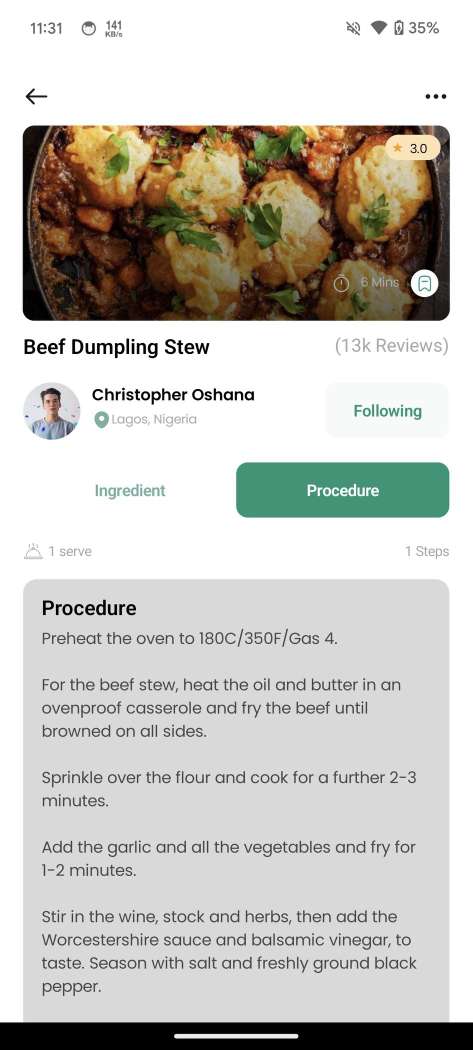 11:31
141
KB/s
35%
3.0
6 Mins
Beef Dumpling Stew
(13k Reviews)
Christopher Oshana
Lagos, Nigeria
Following
Ingredient
Procedure
1 serve
1 Steps
Procedure
Preheat the oven to 180C/350F/Gas 4.
For the beef stew, heat the oil and butter in an
ovenproof casserole and fry the beef until
browned on all sides.
Sprinkle over the flour and cook for a further 2-3
minutes.
Add the garlic and all the vegetables and fry for
1-2 minutes.
Stir in the wine, stock and herbs, then add the
Worcestershire sauce and balsamic vinegar, to
taste. Season with salt and freshly ground black
pepper.